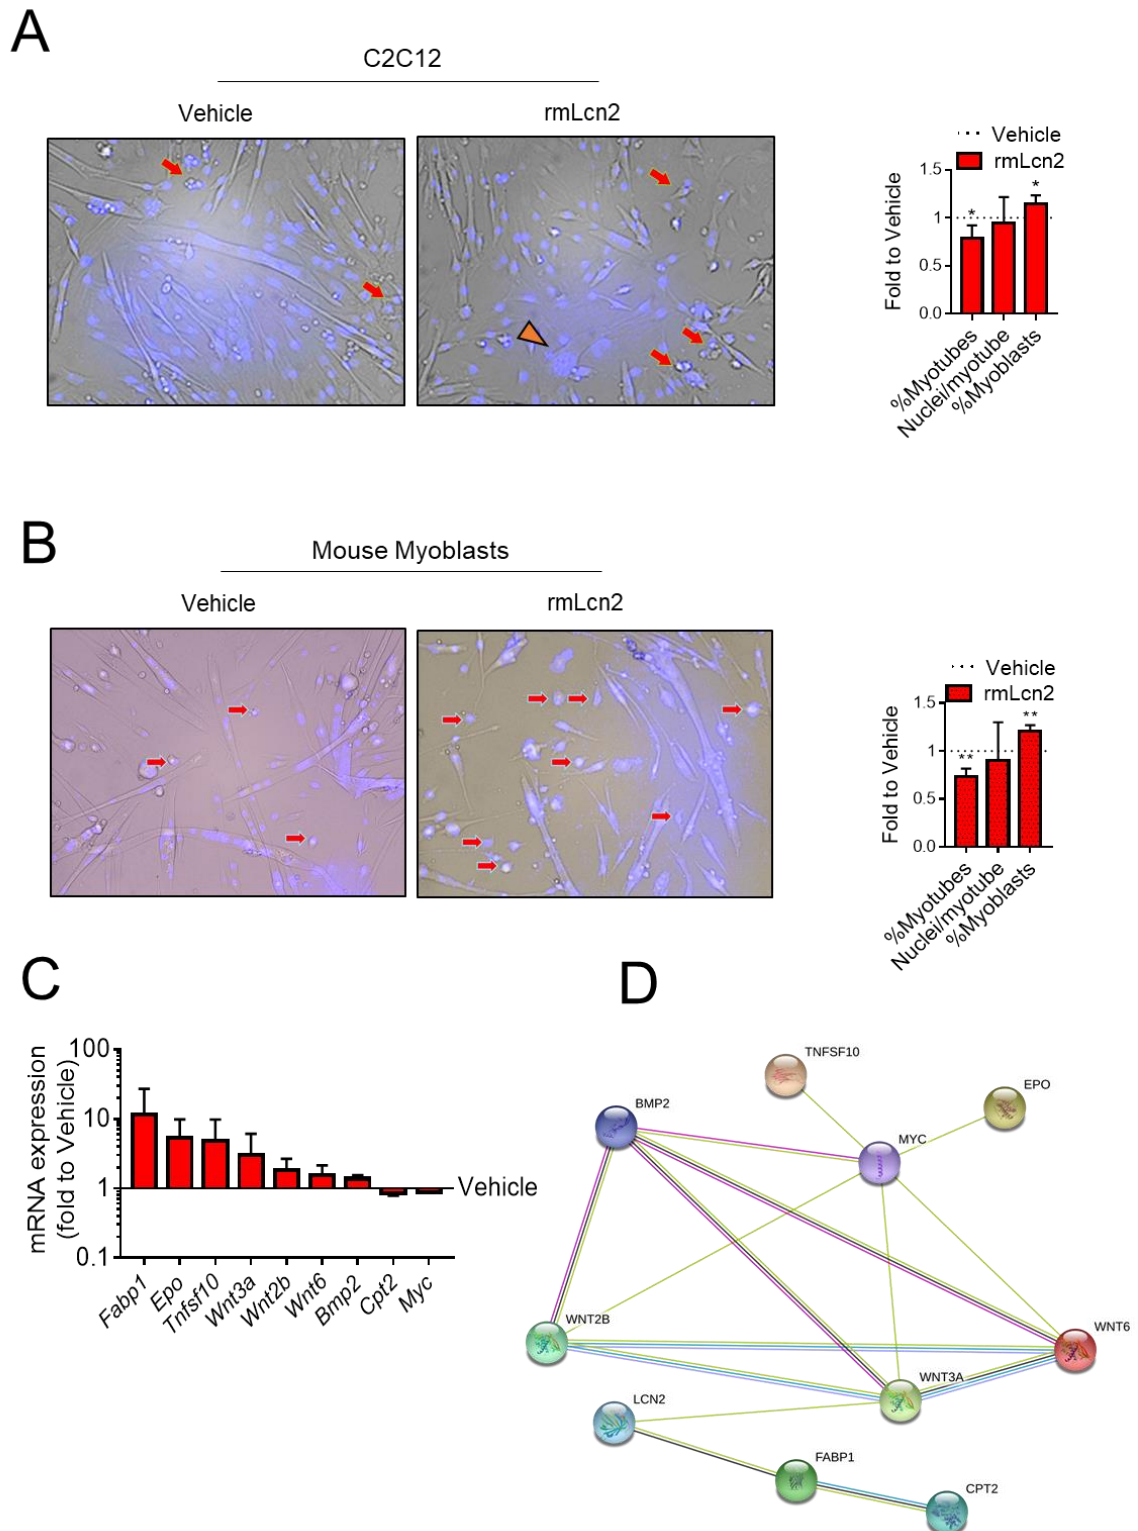 A
C2C12
Vehicle
rmLcn2
Vehicle
rmLcn2
Fold to Vehicle
1.5
1
0.5
0.0
*
*
%Myotubes
Nuclei/myotube
%Myoblasts
B
Mouse Myoblasts
Vehicle
rmLcn2
Vehicle
rmLcn2
Fold to Vehicle
1.5
1
0.5
0.0
**
**
%Myotubes
Nuclei/myotube
%Myoblasts
C
mRNA expression
(fold to Vehicle)
100
10
1
0.1
Vehicle
Fabp1
Epo
Tnfsf10
Wnt3a
Wnt2b
Wnt6
Bmp2
Cpt2
Myc
D
TNFSF10
EPO
BMP2
MYC
WNT2B
WNT6
WNT3A
LCN2
FABP1
CPT2